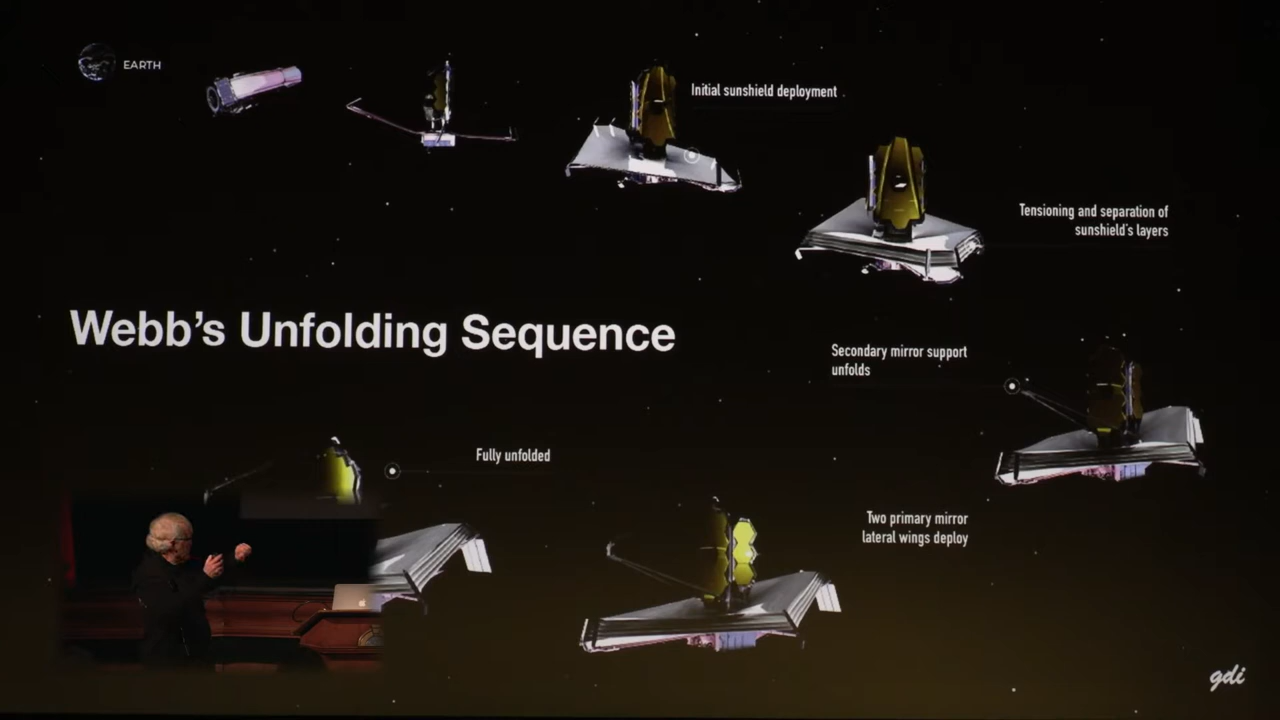 EARTH
Initial sunshield deployment
Tensioning and separation of
sunshield's layers
Webb's Unfolding Sequence
Secondary mirror support
unfolds
Fully unfolded
Two primary mirror
lateral wings deploy
gdi